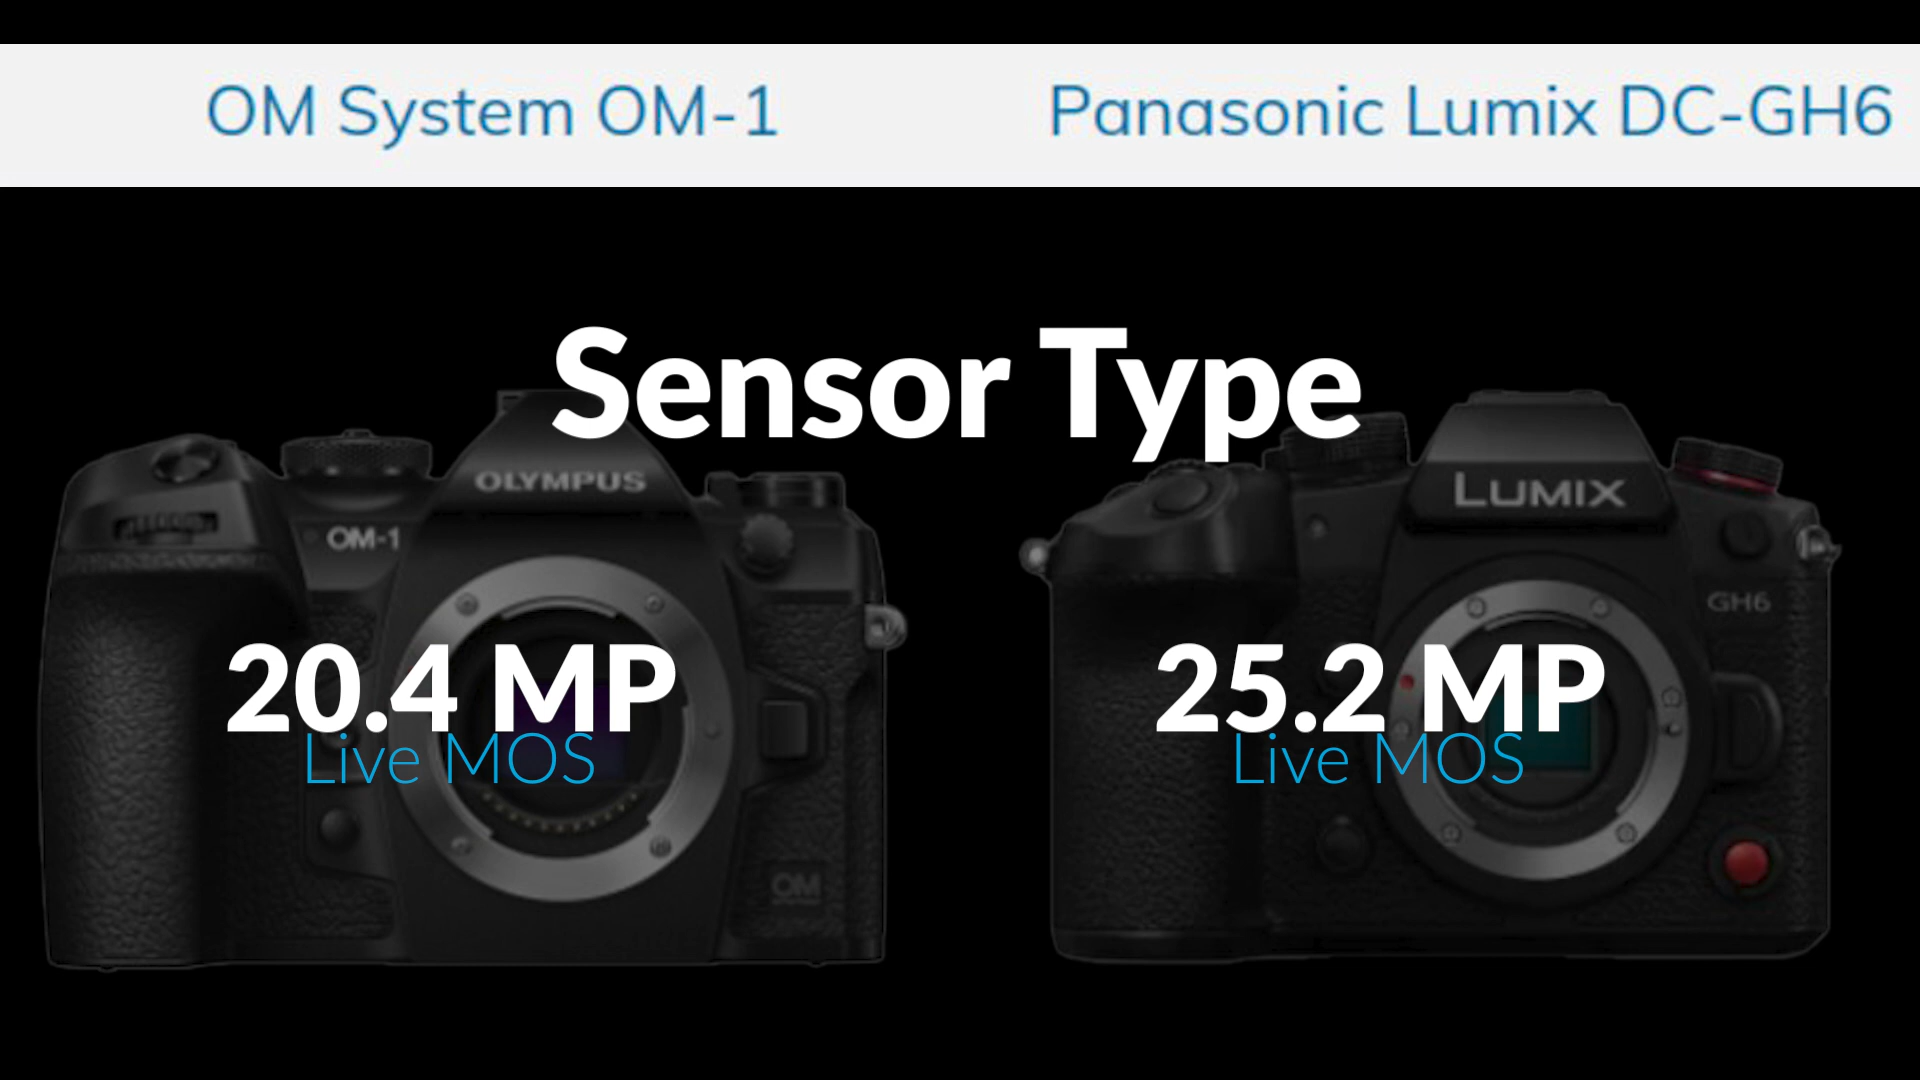 OM System OM-1
Panasonic Lumix DC-GH6
Sensor Type
OLYMPUS
OM-1
LUMIX
GH6
20.4 MP
Live MOS
25.2 MP
Live MOS
OM